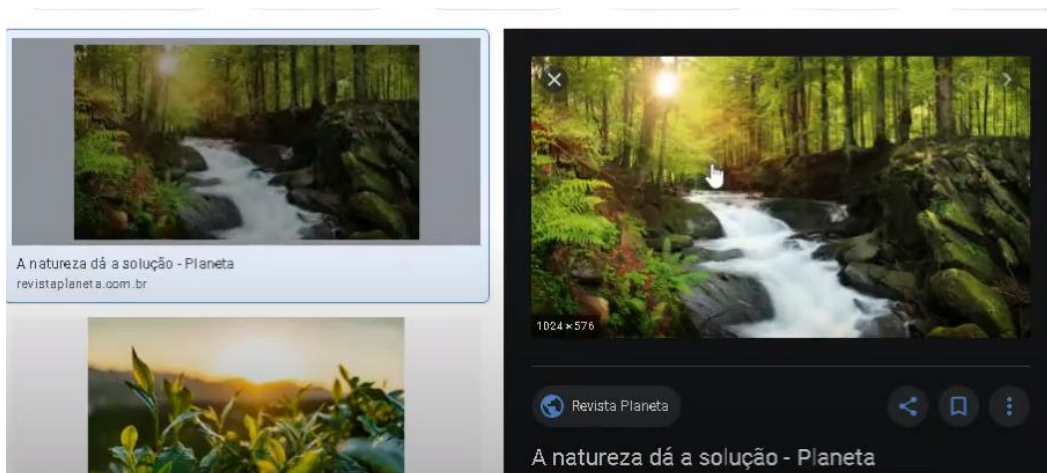 A natureza dá a solução - Planeta
revistaplaneta.com.br
1024 × 576
Revista Planeta
A natureza dá a solução - Planeta